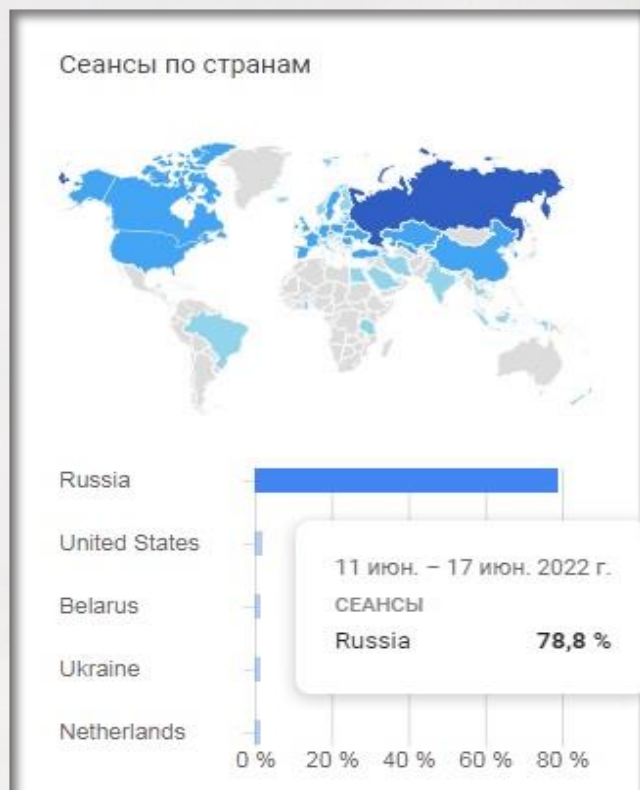 Сеансы по странам
Russia
United States
Belarus
Ukraine
Netherlands
0 % 20 % 40 % 60 % 80 %
11 июн. – 17 июн. 2022 г.
СЕАНСЫ
Russia 78,8 %